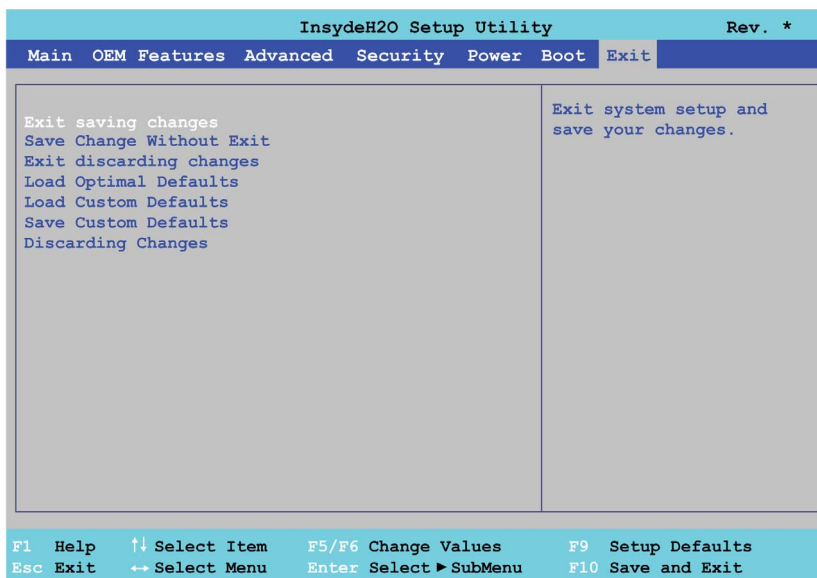 InsydeH2O Setup Utility Rev. *
Main OEM Features Advanced Security Power Boot Exit
Exit saving changes
Save Change Without Exit
Exit discarding changes
Load Optimal Defaults
Load Custom Defaults
Save Custom Defaults
Discarding Changes
Exit system setup and
save your changes.
F1 Help ↑↓ Select Item F5/F6 Change Values F9 Setup Defaults
Esc Exit ↔ Select Menu Enter Select ► SubMenu F10 Save and Exit